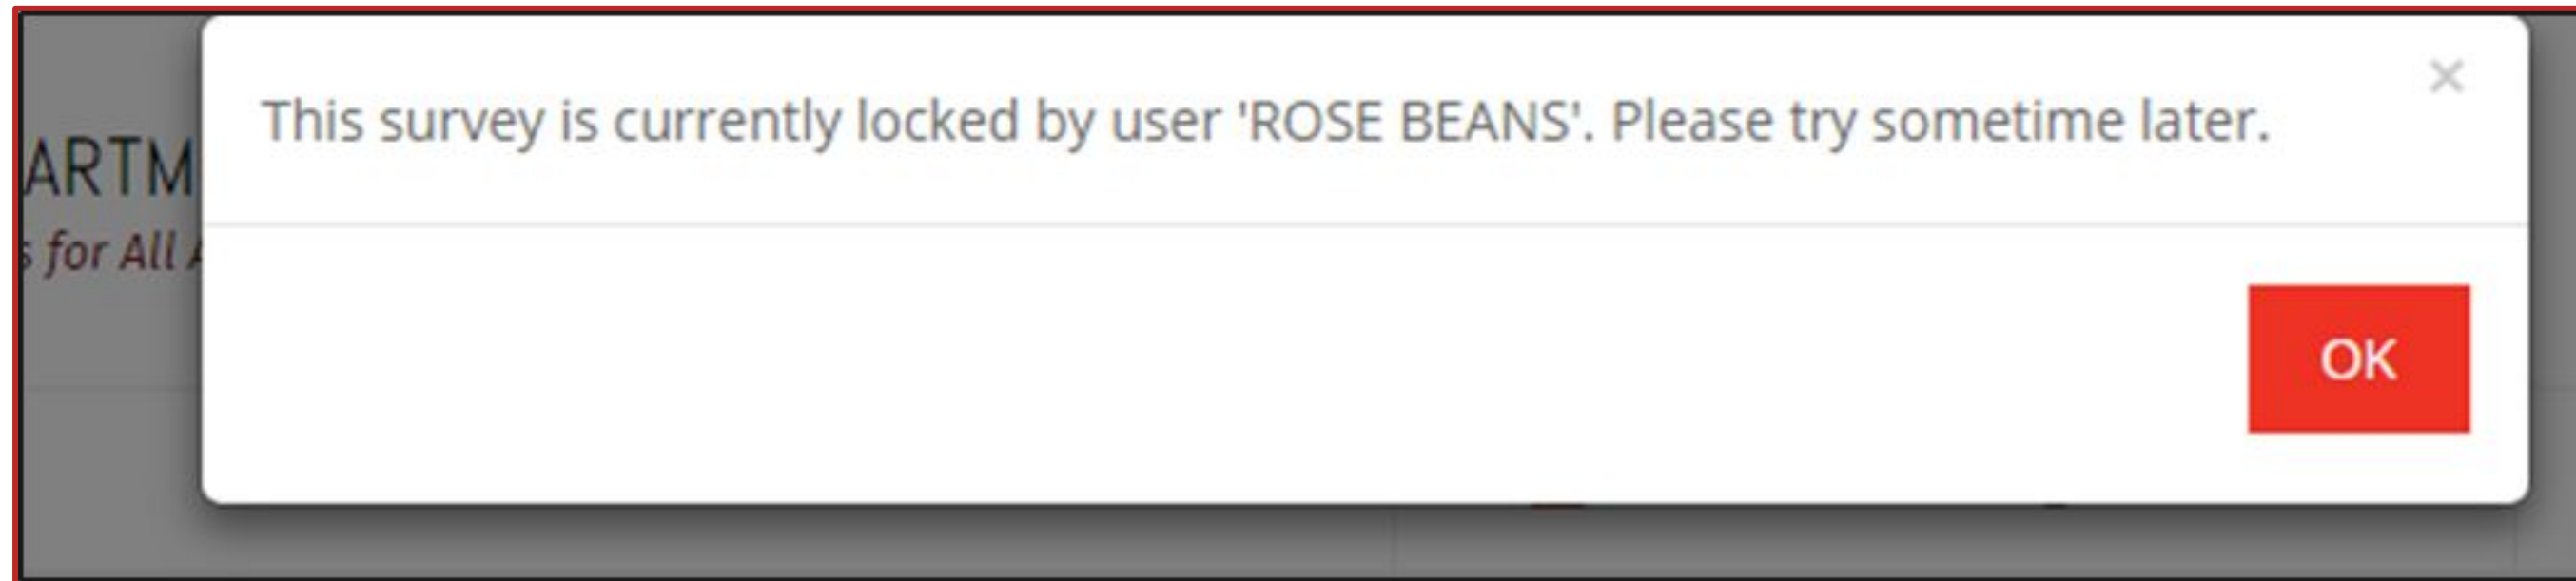 This survey is currently locked by user 'ROSE BEANS'. Please try sometime later.
ARTM
s for All A
OK